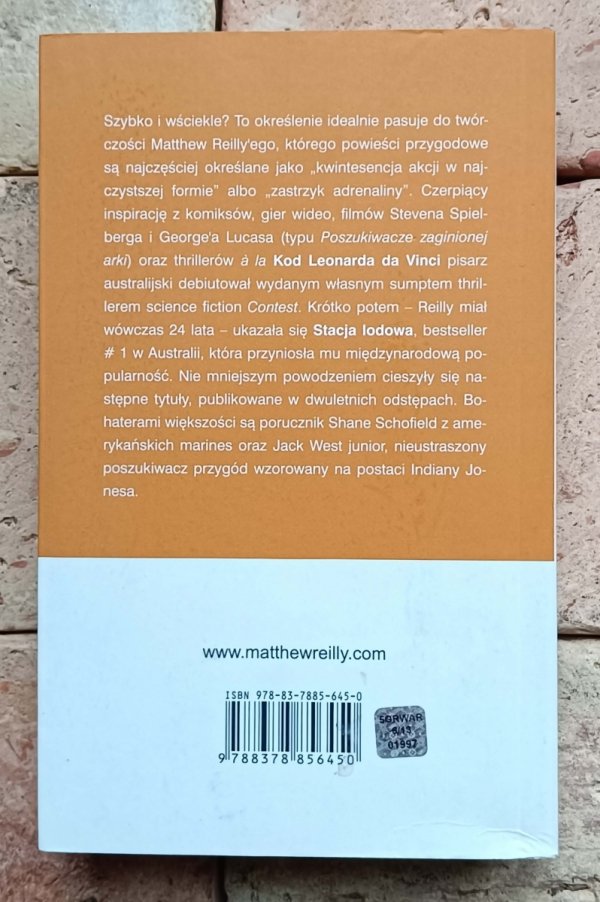 Szybko i wściekle? To określenie idealnie pasuje do twór-
czości Matthew Reilly'ego, którego powieści przygodowe
są najczęściej określane jako „kwintesencja akcji w naj-
czystszej formie” albo „zastrzyk adrenaliny”. Czerpiący
inspirację z komiksów, gier wideo, filmów Stevena Spiel-
berga i George'a Lucasa (typu Poszukiwacze zaginionej
arki) oraz thrillerów à la Kod Leonarda da Vinci pisarz
australijski debiutował wydanym własnym sumptem thril-
lerem science fiction Contest. Krótko potem – Reilly miał
wówczas 24 lata – ukazała się Stacja lodowa, bestseller
# 1 w Australii, która przyniosła mu międzynarodową po-
pularność. Nie mniejszym powodzeniem cieszyły się na-
stępne tytuły, publikowane w dwuletnich odstępach. Bo-
haterami większości są porucznik Shane Schofield z ame-
rykańskich marines oraz Jack West junior, nieustraszony
poszukiwacz przygód wzorowany na postaci Indiany Jo-
nesa.
www.matthewreilly.com
ISBN 978-83-7885-645-0
9 788378 856450
SORWAR
01997